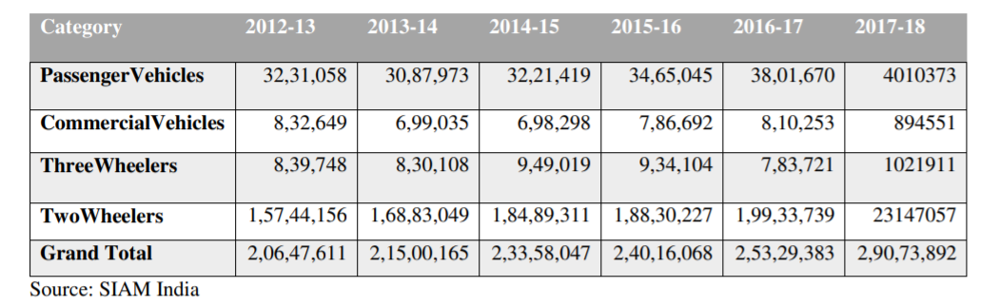 Category 2012-13 2013-14 2014-15 2015-16 2016-17 2017-18
PassengerVehicles 32,31,058 30,87,973 32,21,419 34,65,045 38,01,670 4010373
CommercialVehicles 8,32,649 6,99,035 6,98,298 7,86,692 8,10,253 894551
ThreeWheelers 8,39,748 8,30,108 9,49,019 9,34,104 7,83,721 1021911
TwoWheelers 1,57,44,156 1,68,83,049 1,84,89,311 1,88,30,227 1,99,33,739 23147057
Grand Total 2,06,47,611 2,15,00,165 2,33,58,047 2,40,16,068 2,53,29,383 2,90,73,892
Source: SIAM India